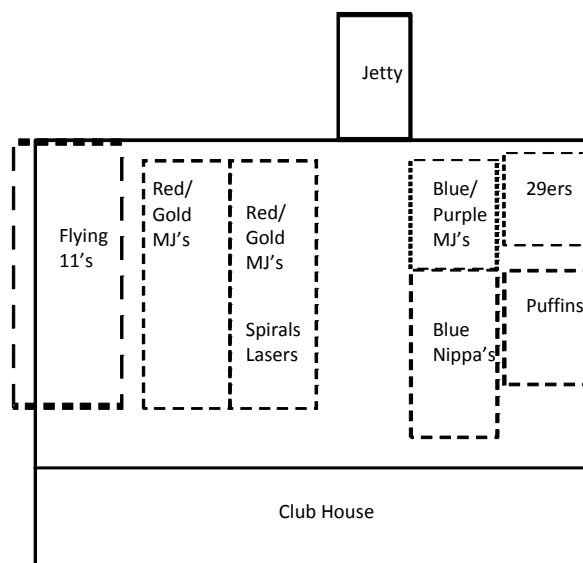 Jetty
Flying
11's
Red/
Gold
MJ's
Red/
Gold
MJ's
Spirals
Lasers
Blue/
Purple
MJ's
Blue
Nippa's
29ers
Puffins
Club House